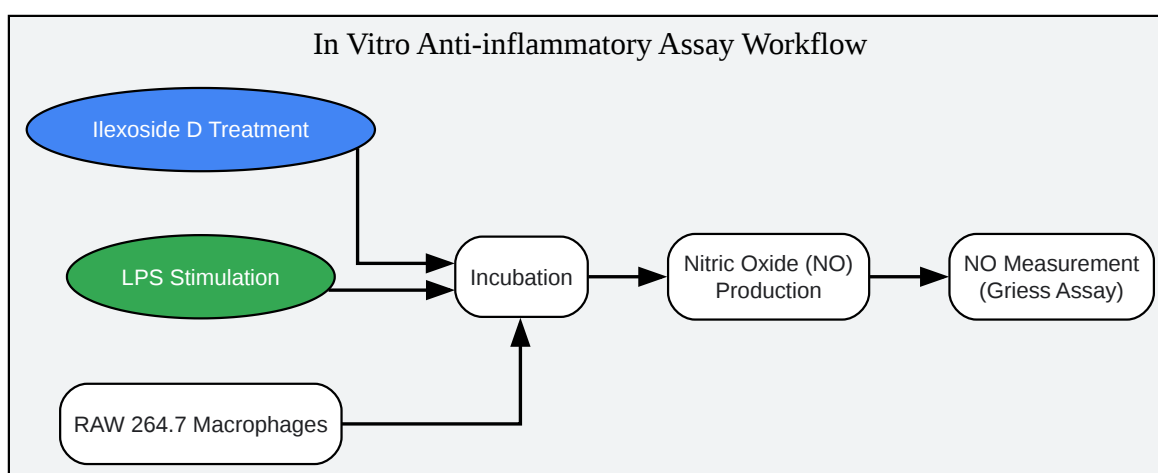 In Vitro Anti-inflammatory Assay Workflow
Ilexoside D Treatment
LPS Stimulation
RAW 264.7 Macrophages
Incubation
Nitric Oxide (NO)
Production
NO Measurement
(Griess Assay)